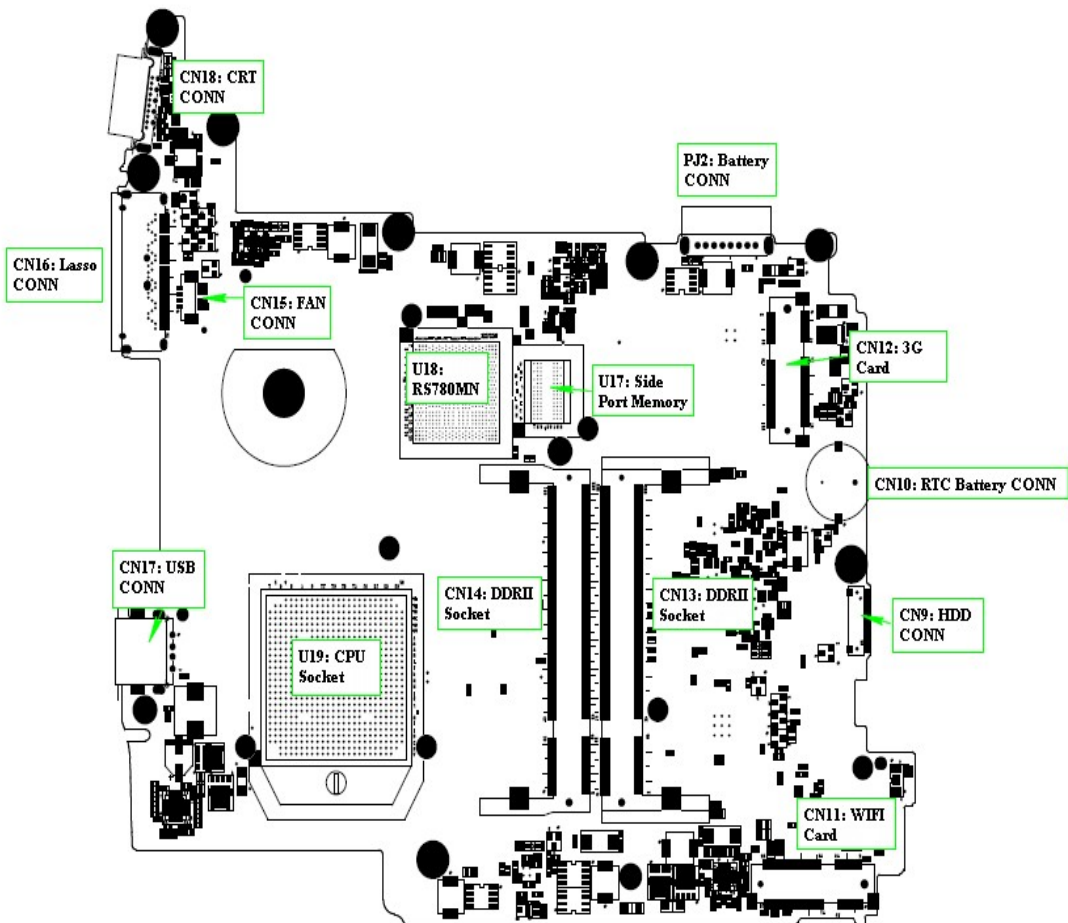 CN18: CRT
CONN
PJ2: Battery
CONN
CN16: Lasso
CONN
CN15: FAN
CONN
CN12: 3G
Card
U18:
RS780MN
U17: Side
Port Memory
CN10: RTC Battery CONN
CN17: USB
CONN
CN14: DDRII
Socket
CN13: DDRII
Socket
CN9: HDD
CONN
U19: CPU
Socket
CN11: WIFI
Card